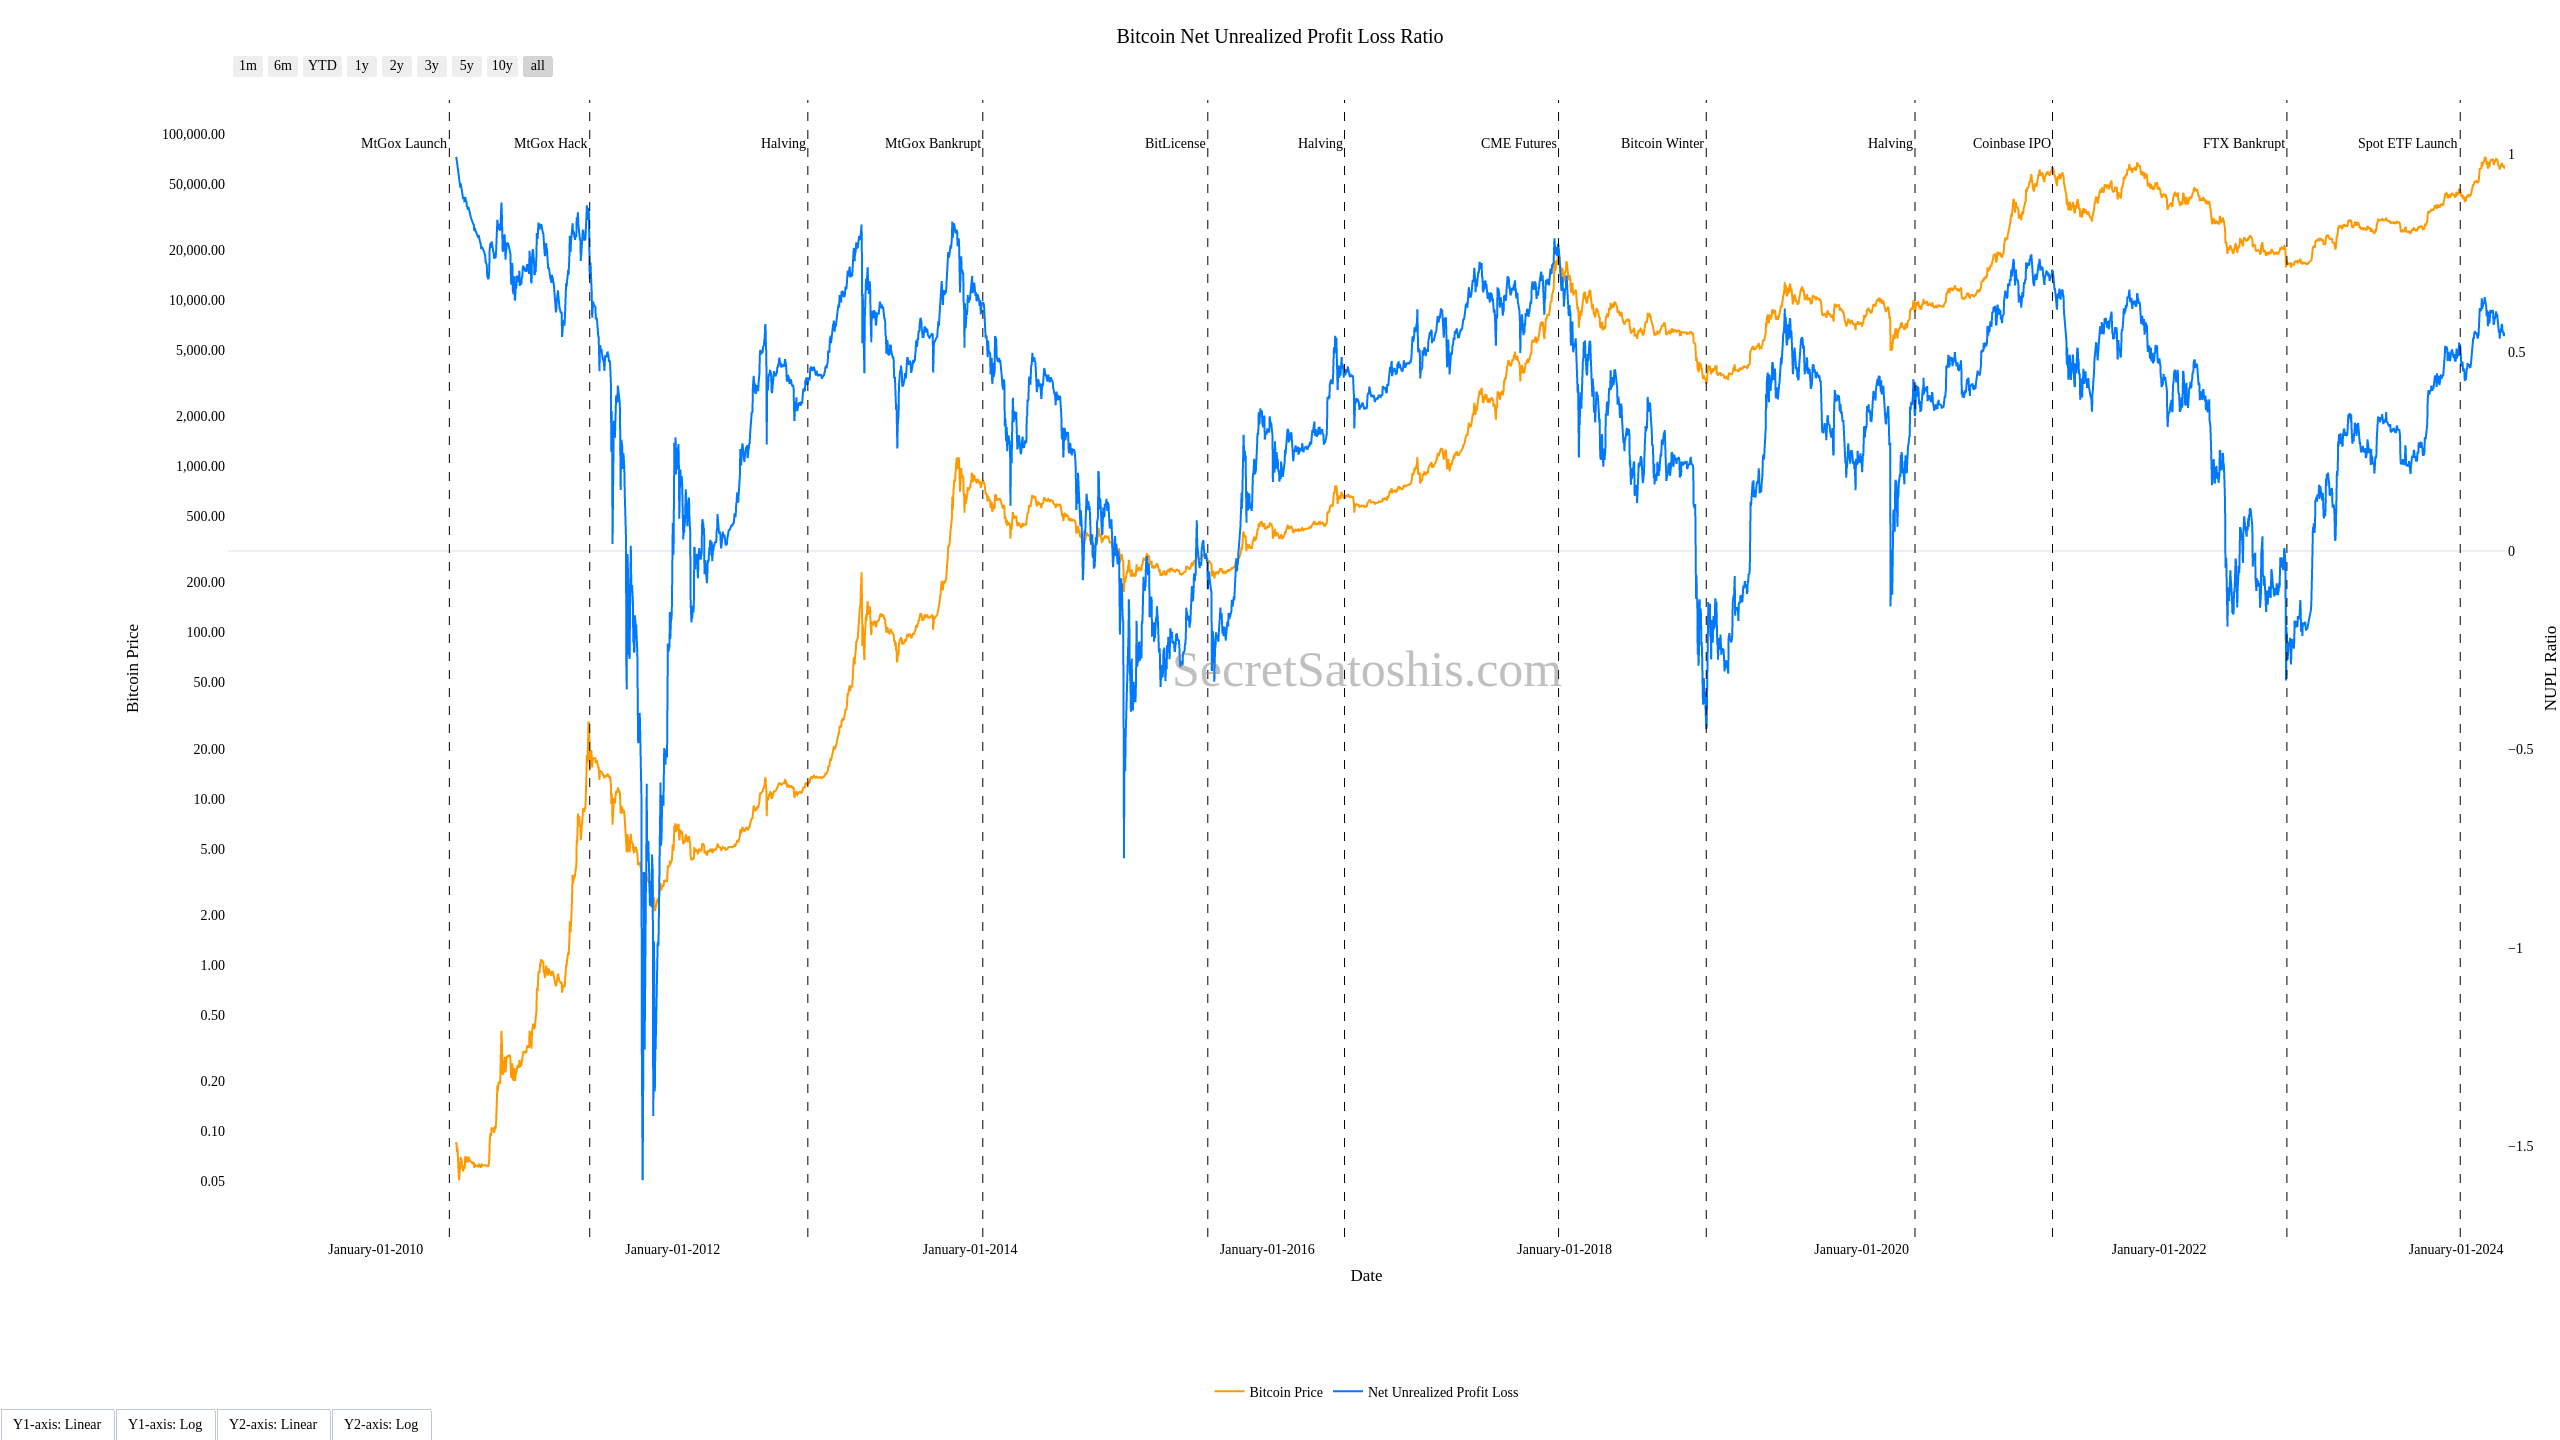 Bitcoin Net Unrealized Profit Loss Ratio
1m 6m YTD 1y 2y 3y 5y 10y all
MtGox Launch MtGox Hack Halving MtGox Bankrupt BitLicense Halving CME Futures Bitcoin Winter Halving Coinbase IPO FTX Bankrupt Spot ETF Launch
100,000.00
50,000.00
20,000.00
10,000.00
5,000.00
2,000.00
1,000.00
500.00
200.00
100.00
50.00
20.00
10.00
5.00
2.00
1.00
0.50
0.20
0.10
0.05
Bitcoin Price
SecretSatoshis.com
1
0.5
0
−0.5
−1
−1.5
NUPL Ratio
January-01-2010 January-01-2012 January-01-2014 January-01-2016 January-01-2018 January-01-2020 January-01-2022 January-01-2024
Date
Bitcoin Price Net Unrealized Profit Loss
Y1-axis: Linear Y1-axis: Log Y2-axis: Linear Y2-axis: Log